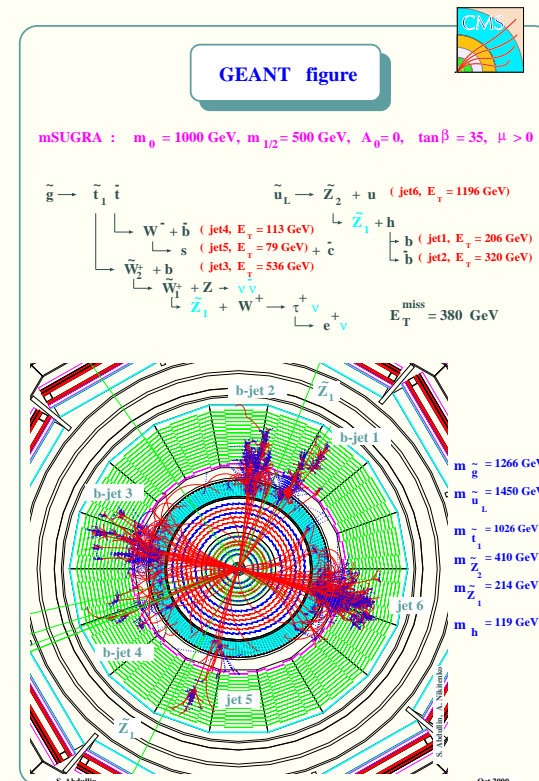 CMS
GEANT figure
mSUGRA : m0 = 1000 GeV, m1/2 = 500 GeV, A0 = 0, tanβ = 35, μ > 0
g̃ → t̃1 t̄
ũL → Z̃2 + u ( jet6, ET = 1196 GeV)
W- + b̄ ( jet4, ET = 113 GeV)
Z̃1 + h
s ( jet5, ET = 79 GeV) + c̄
b ( jet1, ET = 206 GeV)
b̄ ( jet2, ET = 320 GeV)
W̃2+ + b ( jet3, ET = 536 GeV)
W̃1+ + Z → ν ν̄
Z̃1 + W+ → τ+ ν
e+ ν
ETmiss = 380 GeV
b-jet 2
Z̃1
b-jet 1
b-jet 3
jet 6
b-jet 4
jet 5
Z̃1
m g̃ = 1266 GeV
m ũL = 1450 GeV
m t̃1 = 1026 GeV
m Z̃2 = 410 GeV
m Z̃1 = 214 GeV
m h = 119 GeV
S. Abdullin, A. Nikitenko